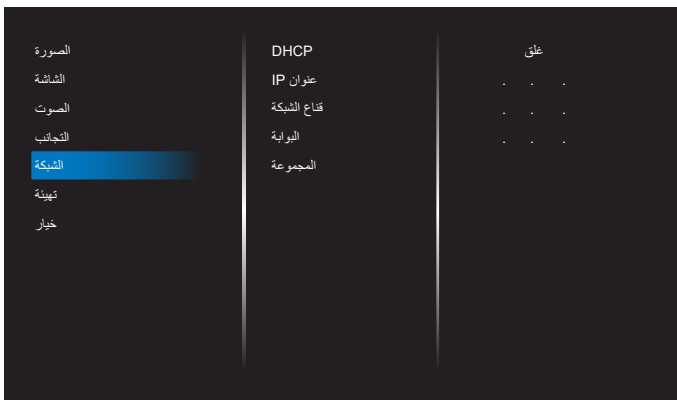 الصورة
الشاشة
الصوت
التجانب
الشبكة
تهيئة
خيار
DHCP
عنوان IP
قناع الشبكة
البوابة
المجموعة
غلق
. . .
. . .
. . .